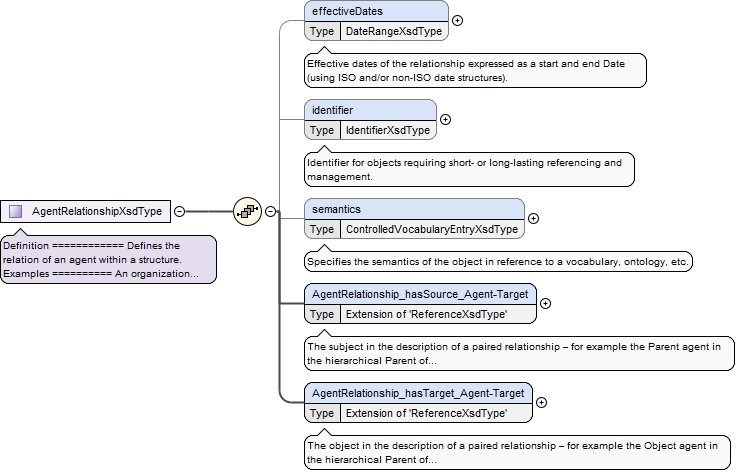 effectiveDates
Type DateRangeXsdType
Effective dates of the relationship expressed as a start and end Date
(using ISO and/or non-ISO date structures).
identifier
Type IdentifierXsdType
Identifier for objects requiring short- or long-lasting referencing and
management.
AgentRelationshipXsdType
Definition ============ Defines the
relation of an agent within a structure.
Examples ========== An organization...
semantics
Type ControlledVocabularyEntryXsdType
Specifies the semantics of the object in reference to a vocabulary, ontology, etc.
AgentRelationship_hasSource_Agent-Target
Type Extension of 'ReferenceXsdType'
The subject in the description of a paired relationship – for example the Parent agent in
the hierarchical Parent of...
AgentRelationship_hasTarget_Agent-Target
Type Extension of 'ReferenceXsdType'
The object in the description of a paired relationship – for example the Object agent in
the hierarchical Parent of...